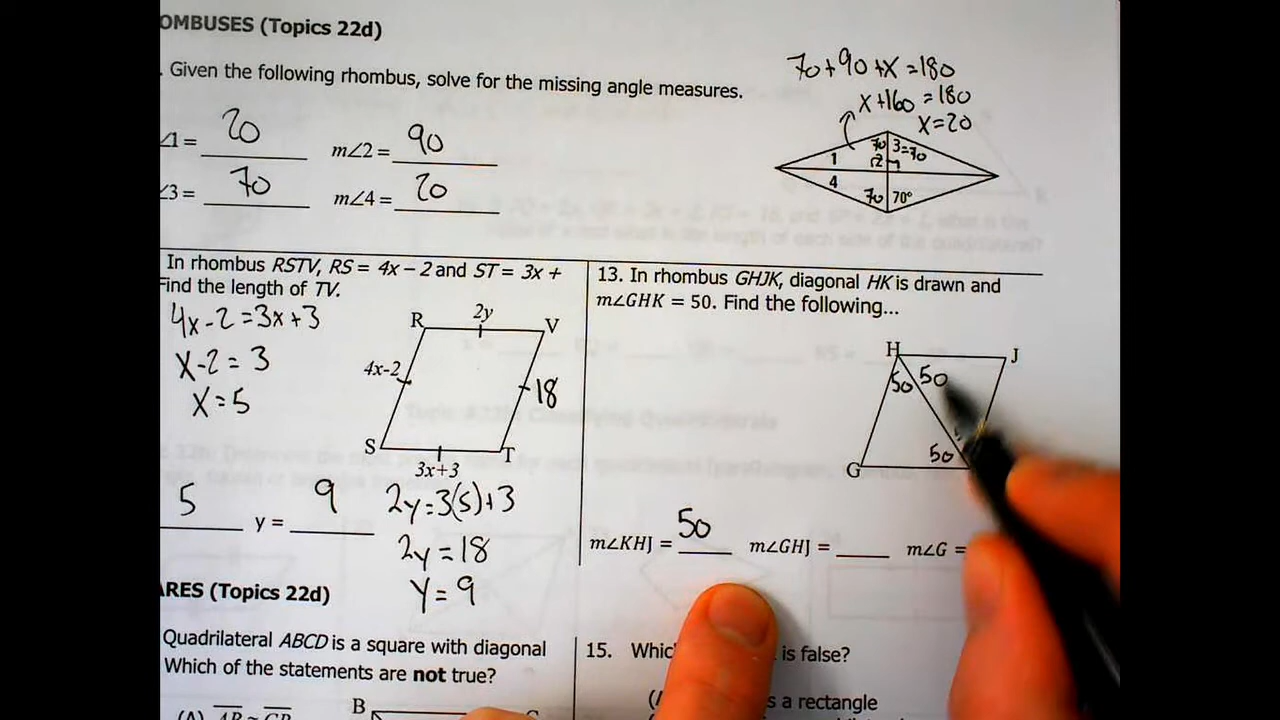 OMBUSES (Topics 22d)
. Given the following rhombus, solve for the missing angle measures.
∠1 = 20 m∠2 = 90
∠3 = 70 m∠4 = 20
70+90+x=180
x+160=180
x=20
70 3=70
1 2
4 70 70°
In rhombus RSTV, RS = 4x – 2 and ST = 3x +
Find the length of TV.
4x-2=3x+3
x-2=3
x=5
R 2y V
4x-2 18
S T
3x+3
5 y = 9
2y=3(5)+3
2y=18
y=9
13. In rhombus GHJK, diagonal HK is drawn and
m∠GHK = 50. Find the following...
H J
50 50
50
G
m∠KHJ = 50 m∠GHJ = ____ m∠G =
ARES (Topics 22d)
Quadrilateral ABCD is a square with diagonal
Which of the statements are not true?
(A) AB ≅ CD
B C
15. Whic is false?
s a rectangle